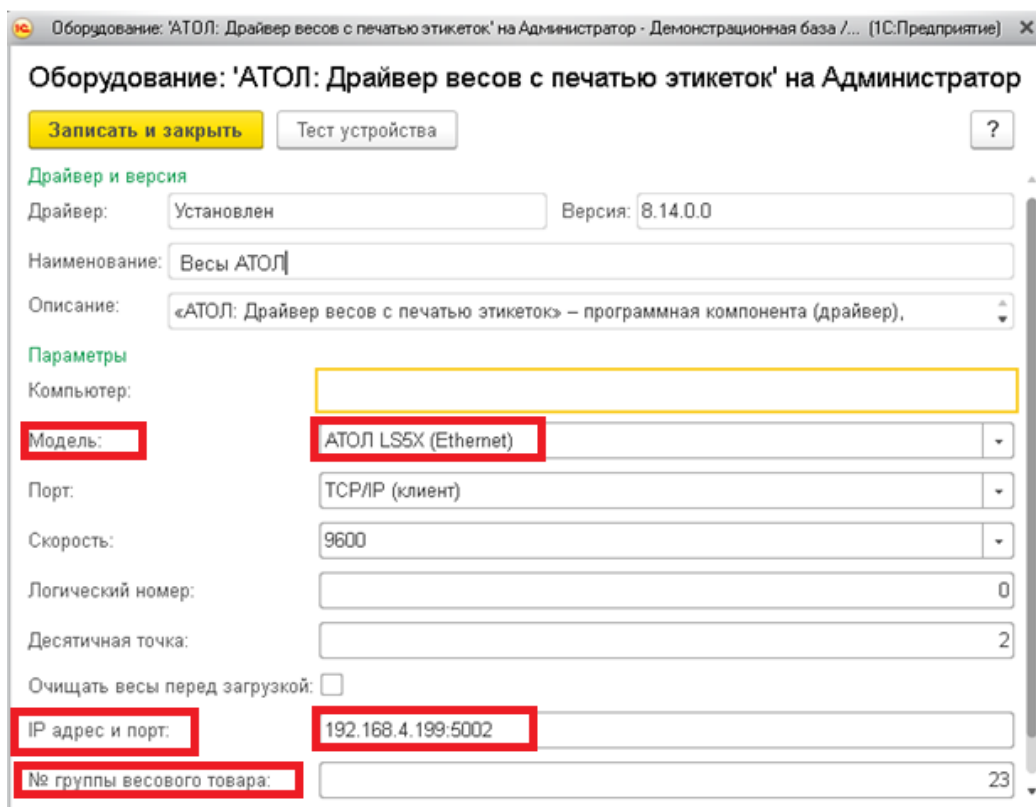 Оборудование: 'АТОЛ: Драйвер весов с печатью этикеток' на Администратор - Демонстрационная база /... (1С:Предприятие)
Оборудование: 'АТОЛ: Драйвер весов с печатью этикеток' на Администратор
Записать и закрыть Тест устройства ?
Драйвер и версия
Драйвер: Установлен Версия: 8.14.0.0
Наименование: Весы АТОЛ
Описание: «АТОЛ: Драйвер весов с печатью этикеток» – программная компонента (драйвер),
Параметры
Компьютер:
Модель: АТОЛ LS5X (Ethernet)
Порт: TCP/IP (клиент)
Скорость: 9600
Логический номер: 0
Десятичная точка: 2
Очищать весы перед загрузкой:
IP адрес и порт: 192.168.4.199:5002
№ группы весового товара: 23